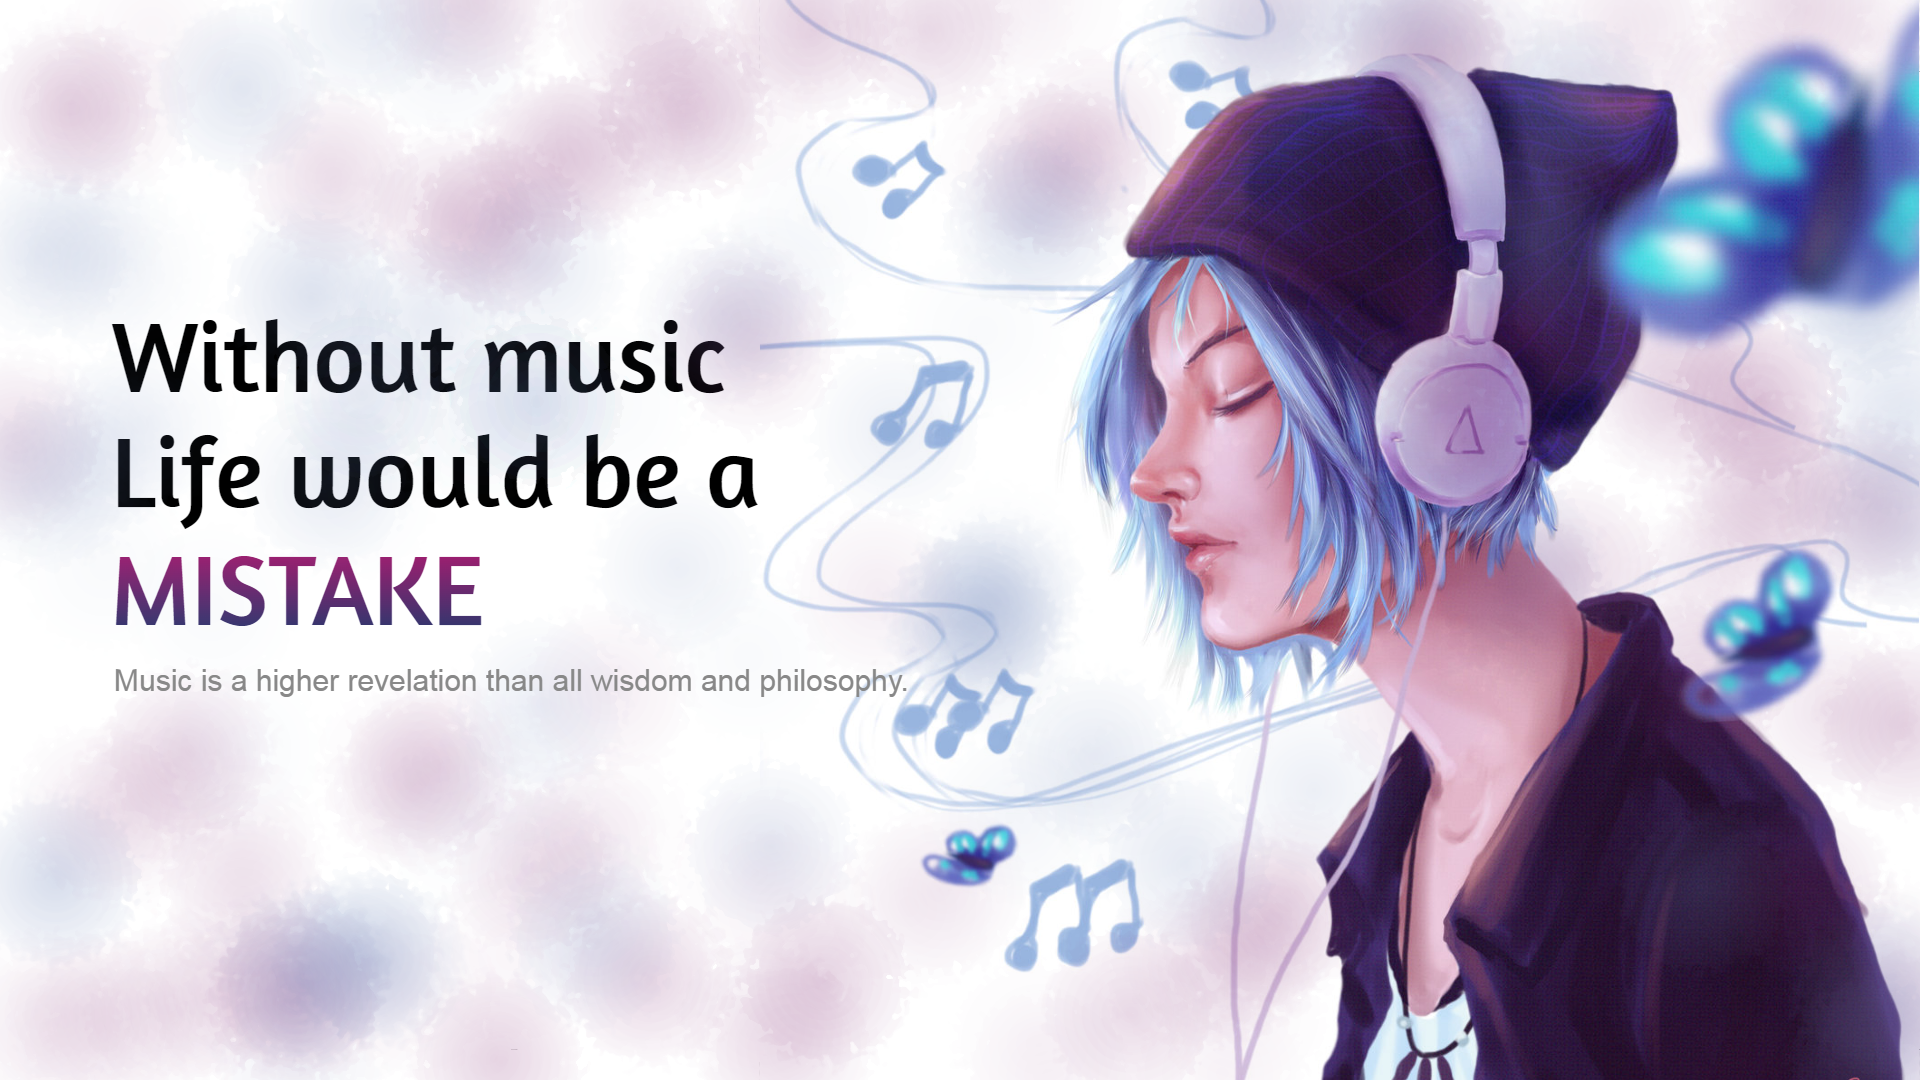 Without music
Life would be a
MISTAKE
Music is a higher revelation than all wisdom and philosophy.